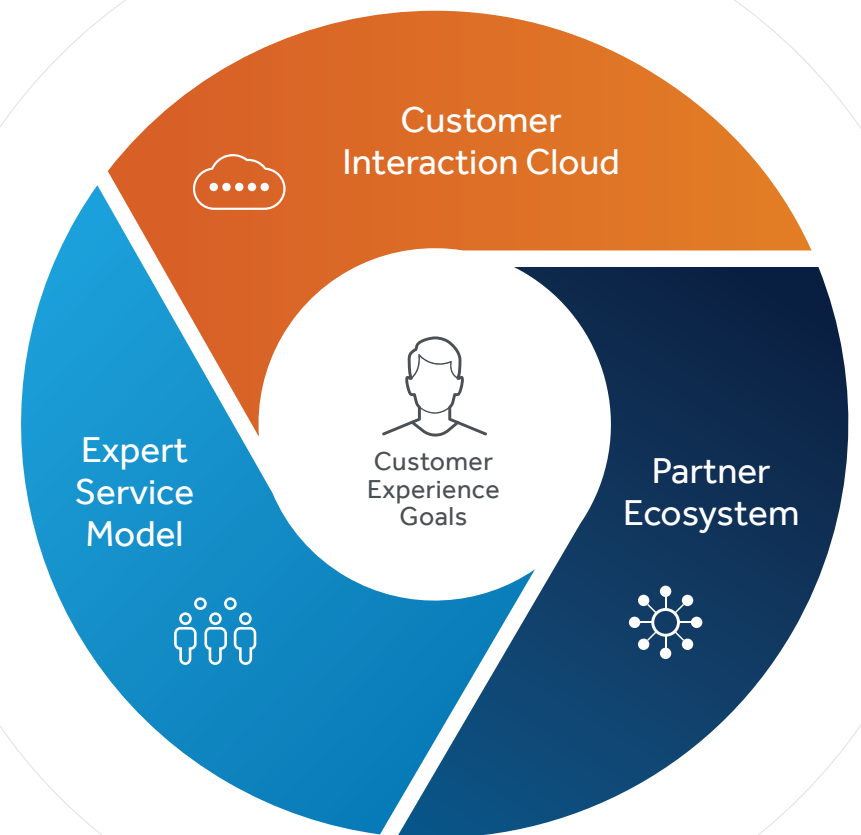 Customer
Interaction Cloud
Expert
Service
Model
Customer
Experience
Goals
Partner
Ecosystem